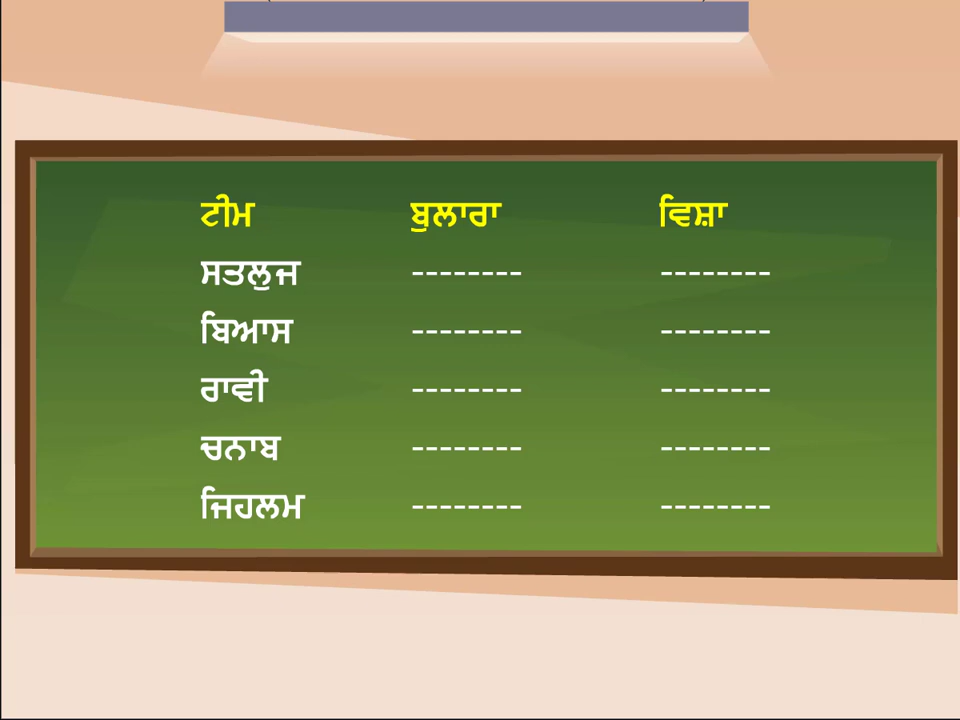 ਟੀਮ ਬੁਲਾਰਾ ਵਿਸ਼ਾ
ਸਤਲੁਜ -------- --------
ਬਿਆਸ -------- --------
ਰਾਵੀ -------- --------
ਚਨਾਬ -------- --------
ਜਿਹਲਮ -------- --------